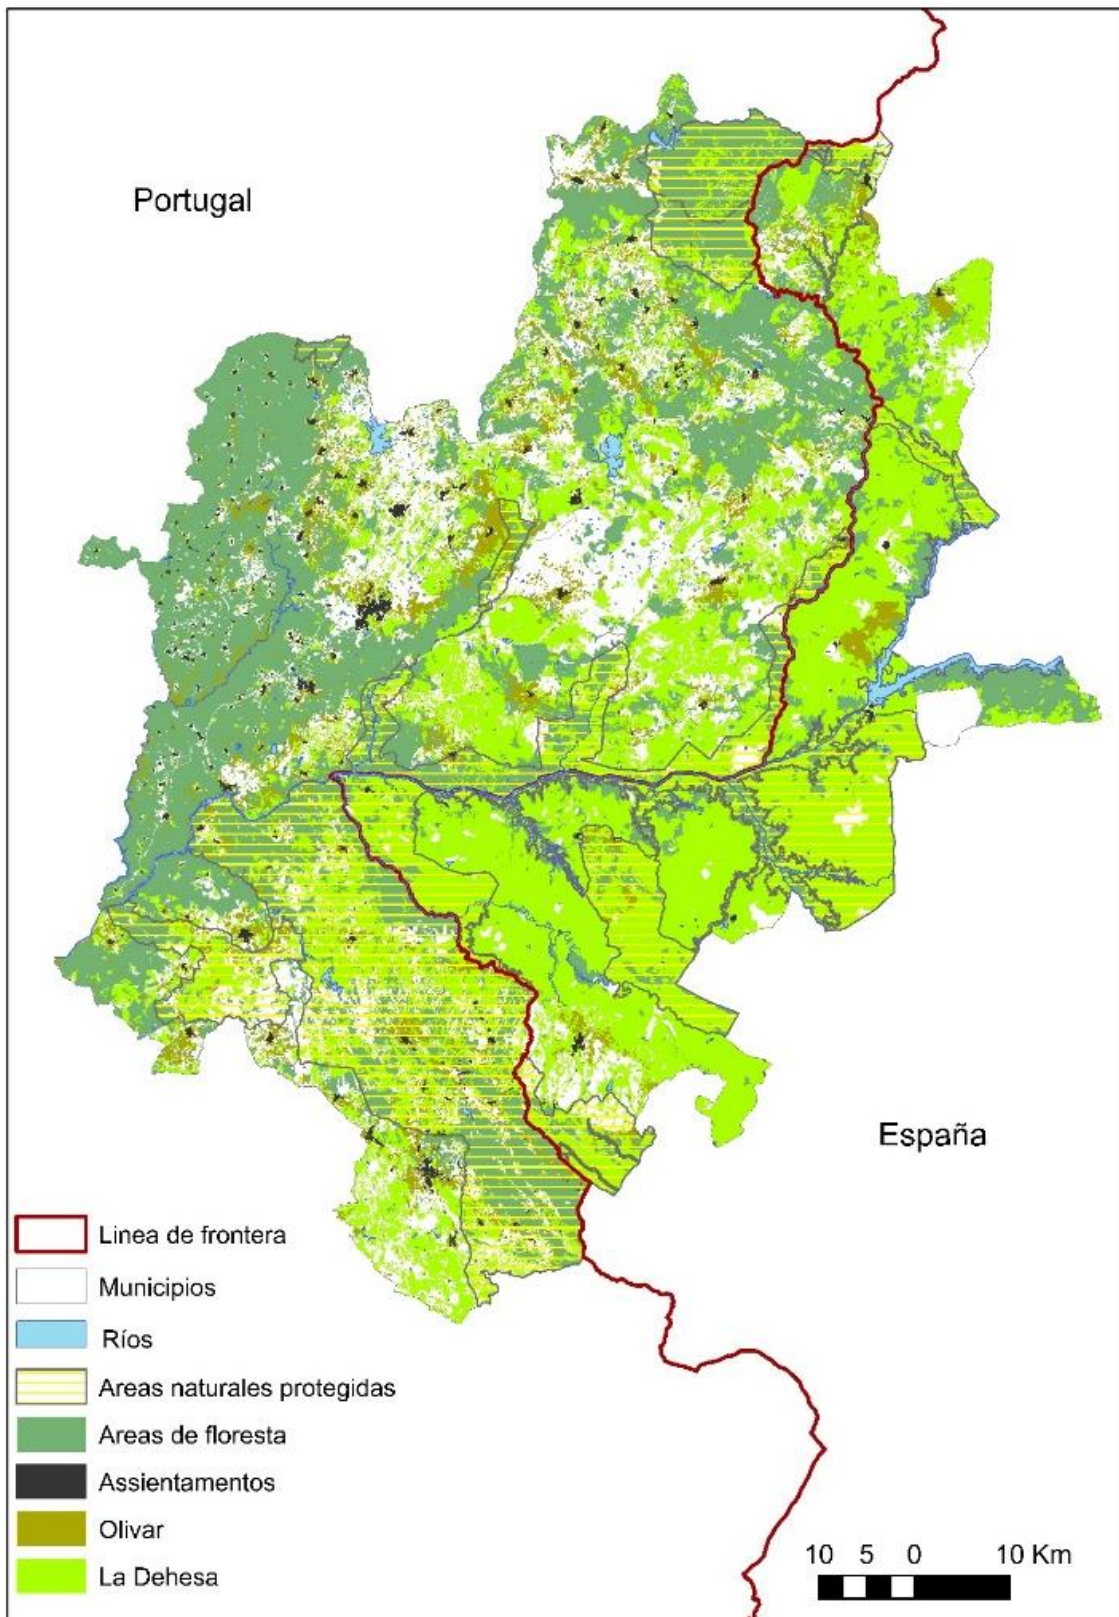 Portugal
España
Linea de frontera
Municipios
Ríos
Areas naturales protegidas
Areas de floresta
Assientamentos
Olivar
La Dehesa
10 5 0 10 Km